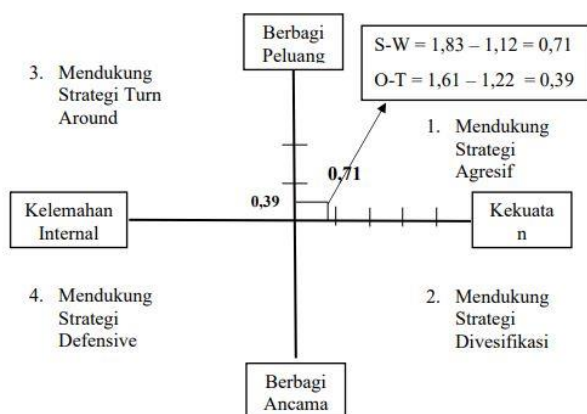 Berbagi
Peluang
S-W = 1,83 – 1,12 = 0,71
O-T = 1,61 – 1,22 = 0,39
3. Mendukung
Strategi Turn
Around
1. Mendukung
Strategi
Agresif
0,71
0,39
Kelemahan
Internal
Kekuata
n
4. Mendukung
Strategi
Defensive
2. Mendukung
Strategi
Divesifikasi
Berbagi
Ancama